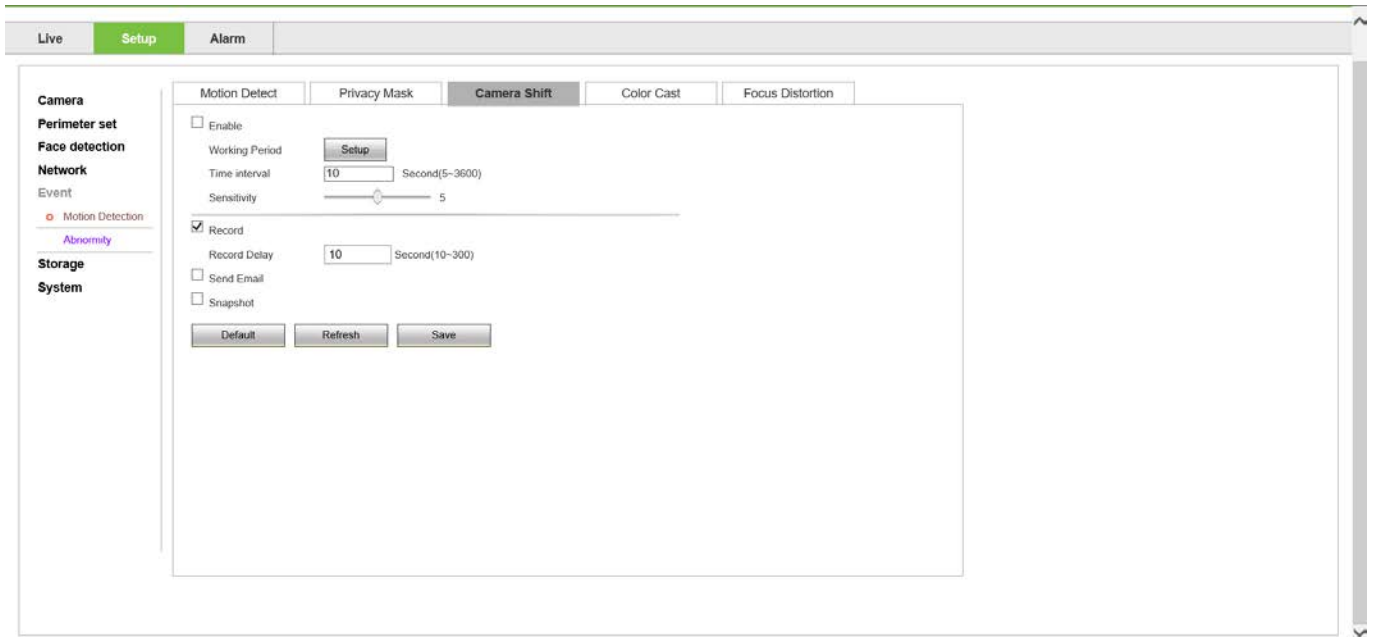 Live Setup Alarm
Camera
Perimeter set
Face detection
Network
Event
Motion Detection
Abnormity
Storage
System
Motion Detect Privacy Mask Camera Shift Color Cast Focus Distortion
Enable
Working Period Setup
Time interval 10 Second(5~3600)
Sensitivity 5
Record
Record Delay 10 Second(10~300)
Send Email
Snapshot
Default Refresh Save